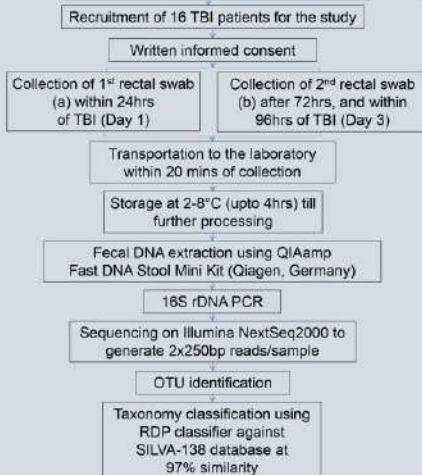 Recruitment of 16 TBI patients for the study
Written informed consent
Collection of 1st rectal swab
(a) within 24hrs
of TBI (Day 1)
Collection of 2nd rectal swab
(b) after 72hrs, and within
96hrs of TBI (Day 3)
Transportation to the laboratory
within 20 mins of collection
Storage at 2-8°C (upto 4hrs) till
further processing
Fecal DNA extraction using QIAamp
Fast DNA Stool Mini Kit (Qiagen, Germany)
16S rDNA PCR
Sequencing on Illumina NextSeq2000 to
generate 2x250bp reads/sample
OTU identification
Taxonomy classification using
RDP classifier against
SILVA-138 database at
97% similarity